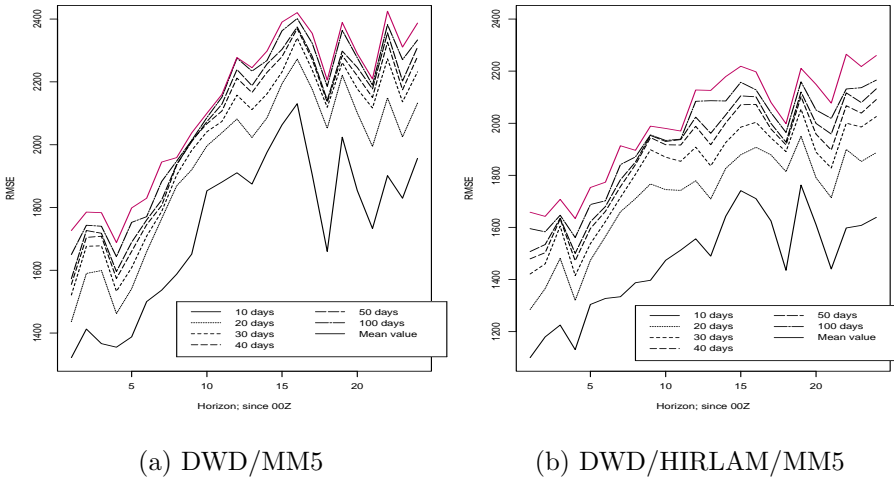 RMSE
2400
2200
2000
1800
1600
1400
10 days
20 days
30 days
40 days
50 days
100 days
Mean value
5
10
15
20
Horizon; since 00Z
(a) DWD/MM5
RMSE
2400
2200
2000
1800
1600
1400
1200
10 days
20 days
30 days
40 days
50 days
100 days
Mean value
5
10
15
20
Horizon; since 00Z
(b) DWD/HIRLAM/MM5